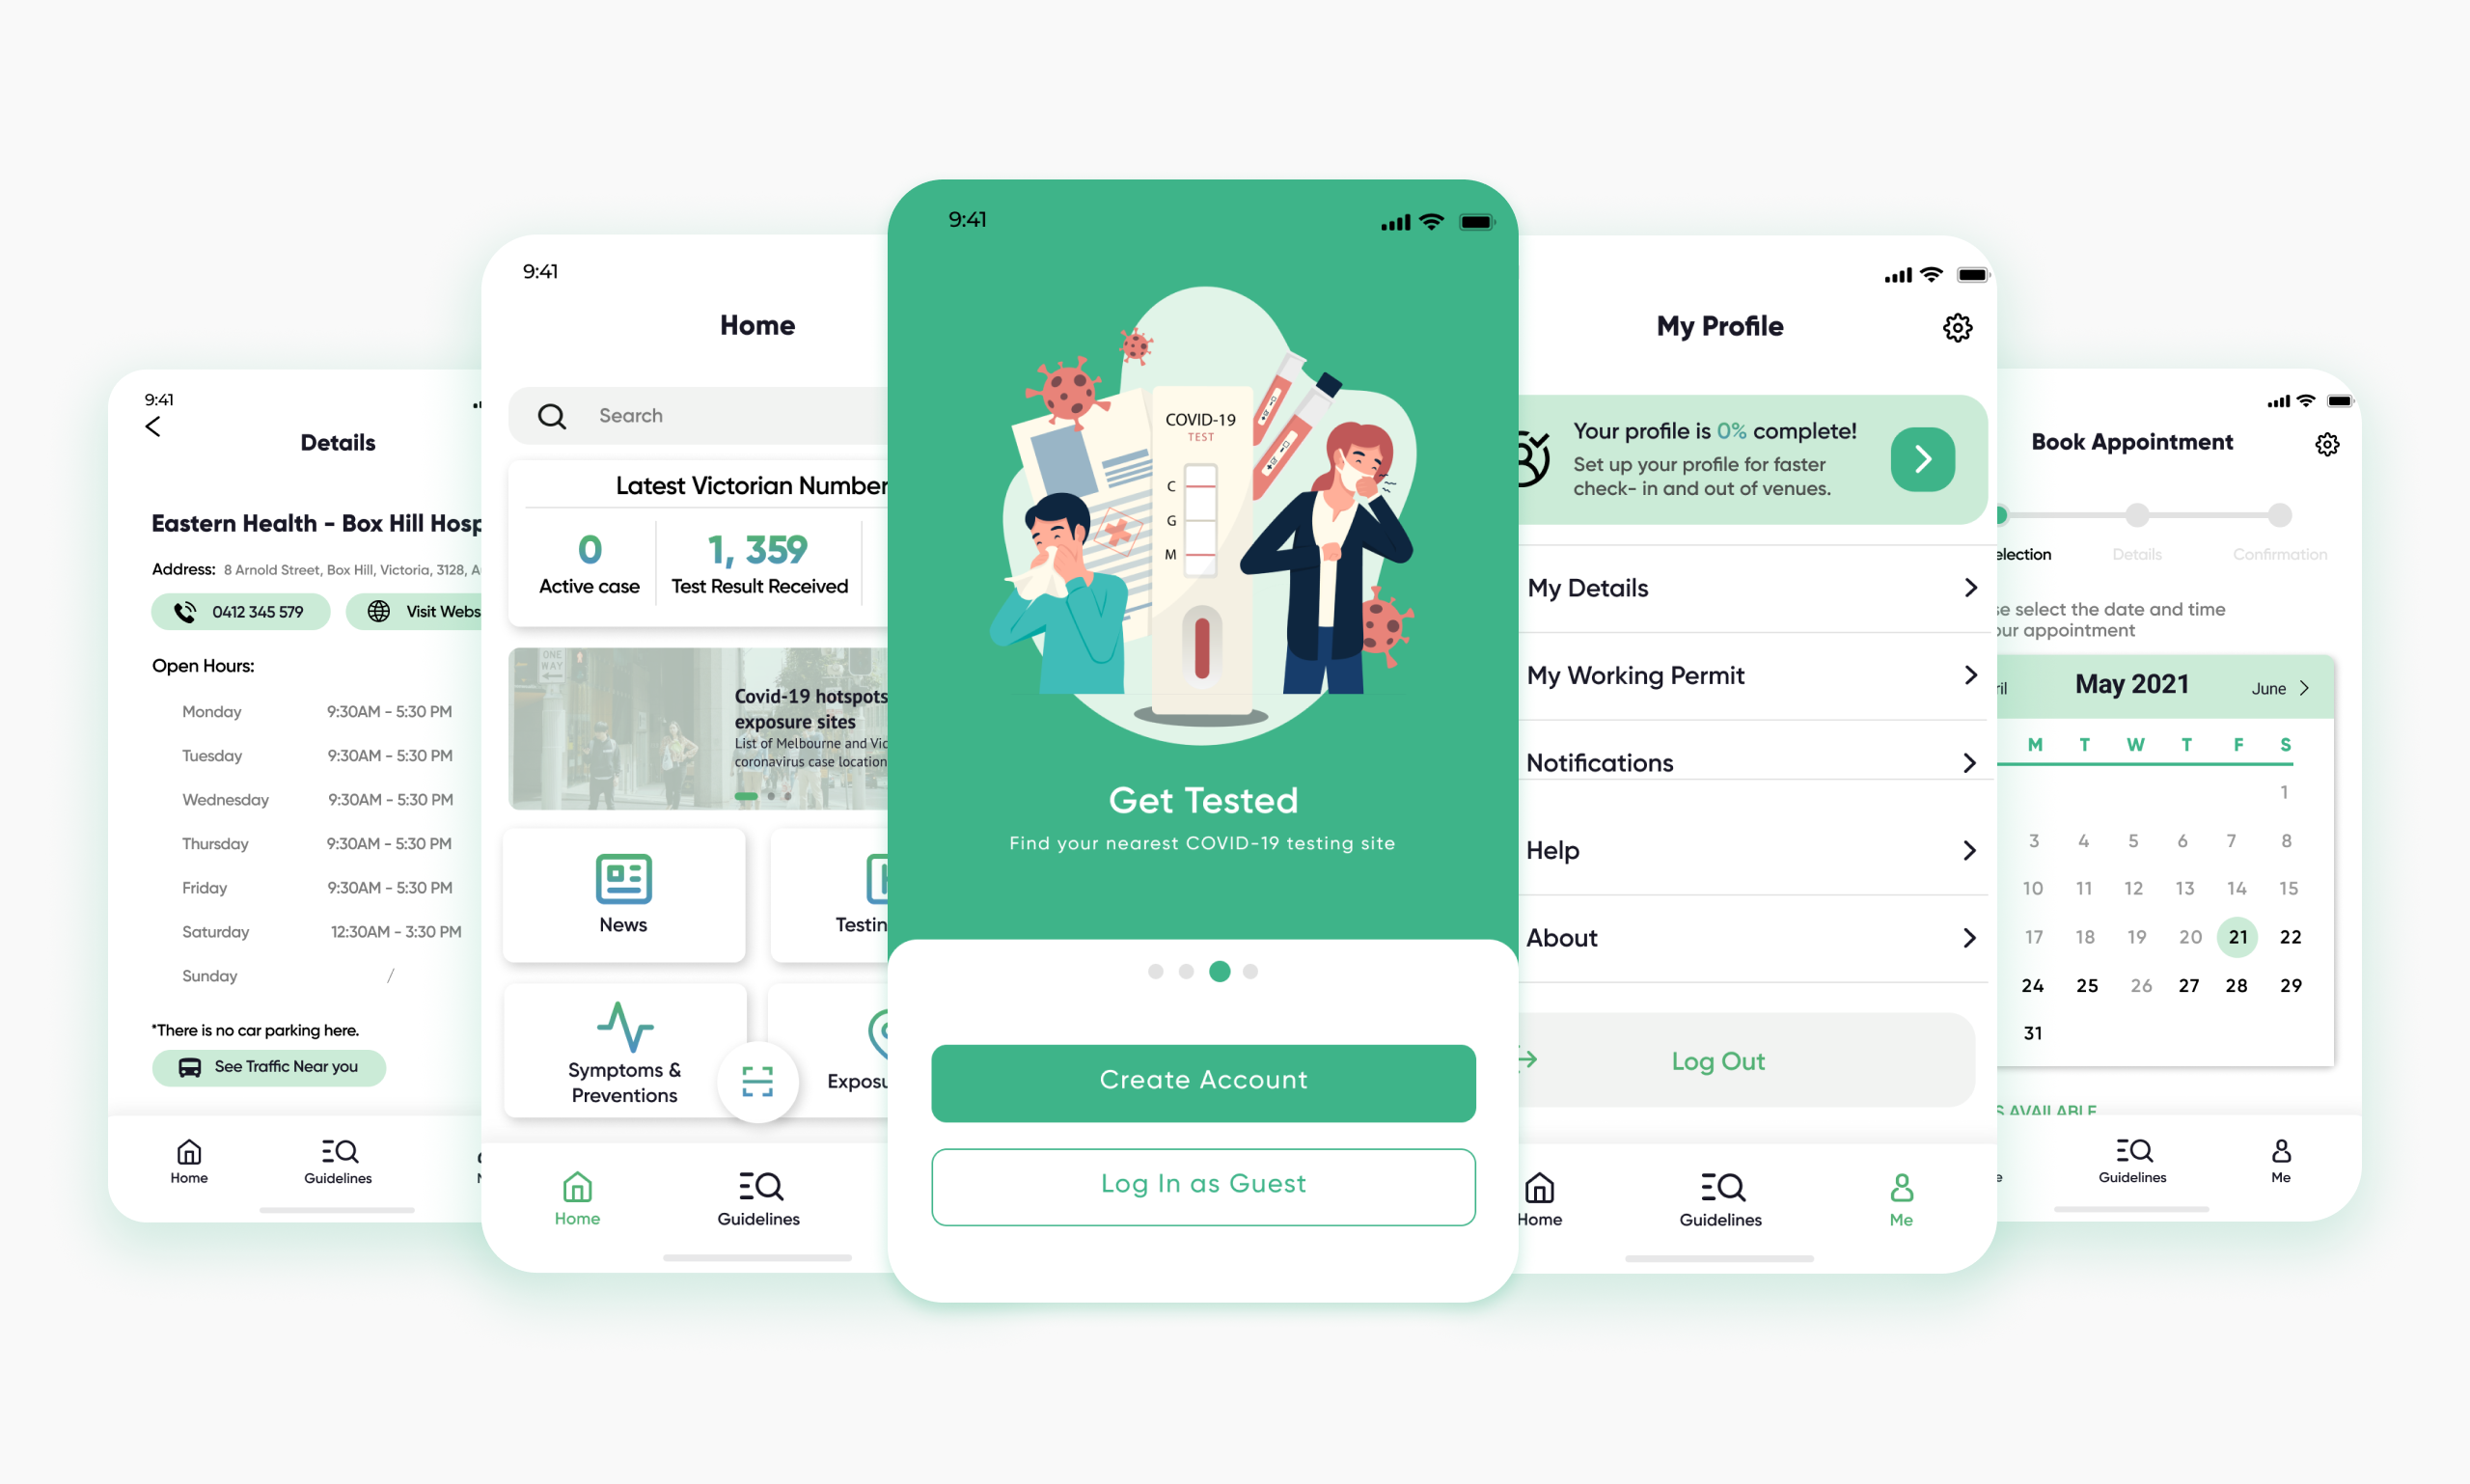 9:41
Details
Eastern Health - Box Hill
Address: 8 Arnold Street, Box Hill, Victoria, 3128,
0412 345 579
Visit
Open Hours:
Monday 9:30AM - 5:30 PM
Tuesday 9:30AM - 5:30 PM
Wednesday 9:30AM - 5:30 PM
Thursday 9:30AM - 5:30 PM
Friday 9:30AM - 5:30 PM
Saturday 12:30AM - 3:30 PM
Sunday /
*There is no car parking here.
See Traffic Near you
Home
Guidelines
9:41
Home
Search
Latest Victorian Number
0
Active case
1, 359
Test Result Received
ONE
WAY
Covid-19 hotspots
exposure sites
List of Melbourne and
coronavirus case location
News
Symptoms &
Preventions
Home
Guidelines
9:41
COVID-19
TEST
C
G
M
Get Tested
Find your nearest COVID-19 testing site
Create Account
Log In as Guest
My Profile
Your profile is 0% complete!
Set up your profile for faster
check- in and out of venues.
My Details
My Working Permit
Notifications
Help
About
Log Out
Home
Guidelines
Me
Book Appointment
Details
Confirmation
select the date and time
appointment
May 2021
June
M T W T F S
1
3 4 5 6 7 8
10 11 12 13 14 15
17 18 19 20 21 22
24 25 26 27 28 29
31
AVAILABLE
Guidelines
Me